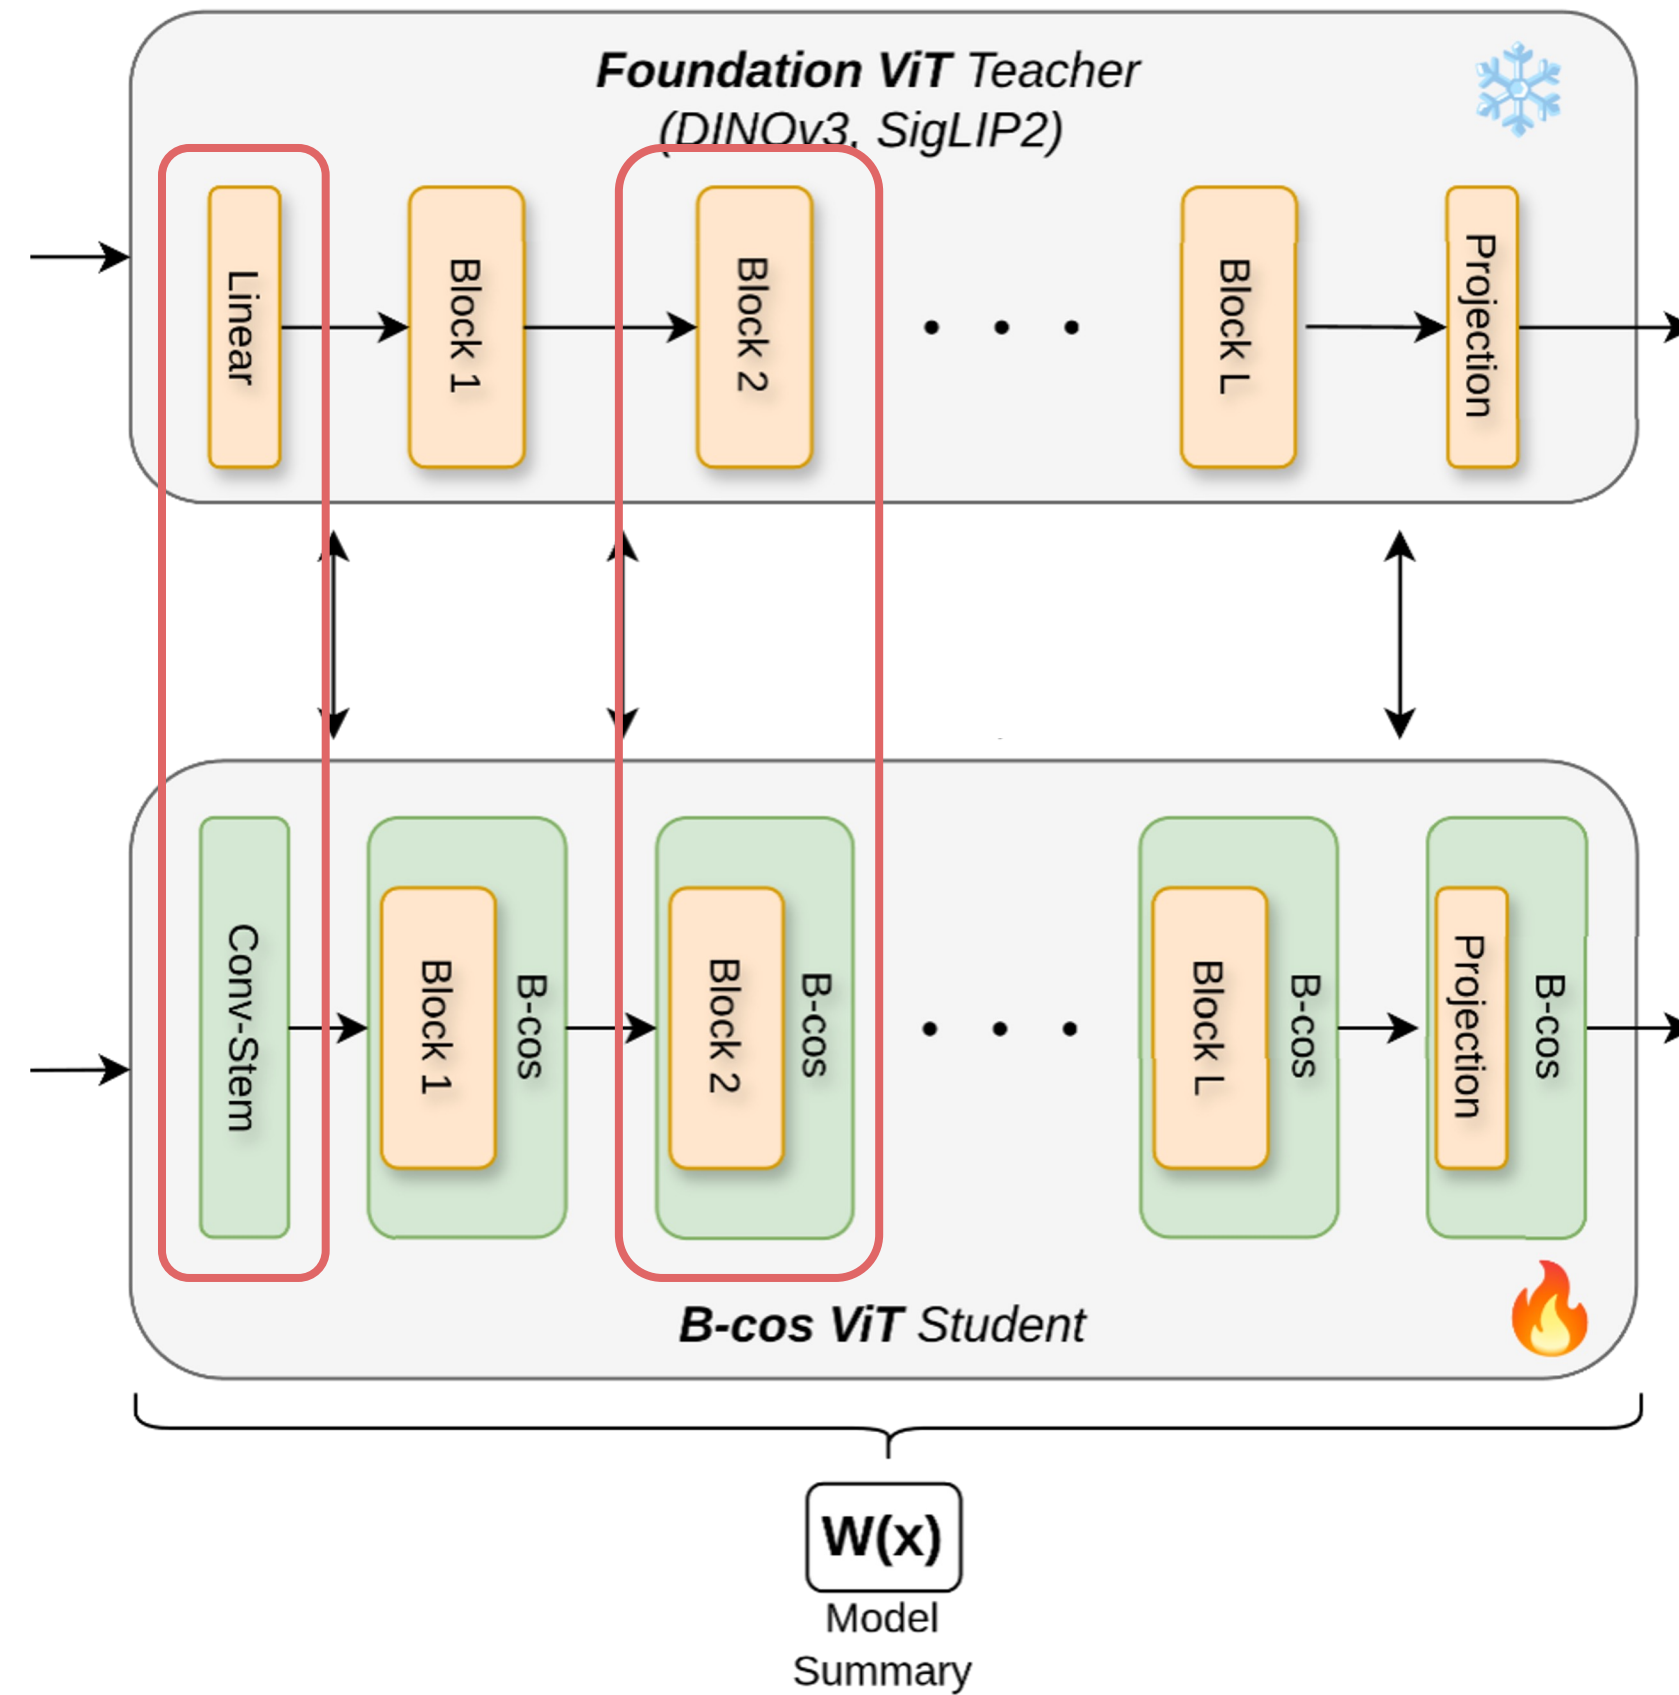 Foundation ViT Teacher
(DINOv3, SigLIP2)
Linear
Block 1
Block 2
Block L
Projection
Conv-Stem
Block 1
B-cos
Block 2
B-cos
Block L
B-cos
Projection
B-cos
B-cos ViT Student
W(x)
Model
Summary